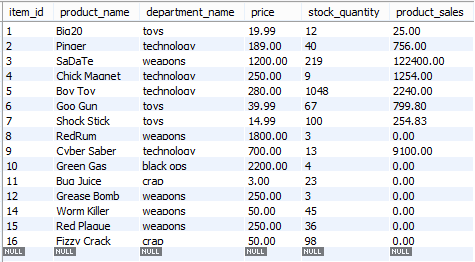 item_id product_name department_name price stock_quantity product_sales
1 Big20 toys 19.99 12 25.00
2 Pinger technology 189.00 40 756.00
3 SaDaTe weapons 1200.00 219 122400.00
4 Chick Magnet technology 250.00 9 1254.00
5 Boy Toy technology 280.00 1048 2240.00
6 Goo Gun toys 39.99 67 799.80
7 Shock Stick toys 14.99 100 254.83
8 RedRum weapons 1800.00 3 0.00
9 Cyber Saber technology 700.00 13 9100.00
10 Green Gas black ops 2200.00 4 0.00
11 Bug Juice crap 3.00 23 0.00
12 Grease Bomb weapons 250.00 3 0.00
14 Worm Killer weapons 50.00 45 0.00
15 Red Plague weapons 250.00 36 0.00
16 Fizzy Crack crap 50.00 98 0.00
NULL NULL NULL NULL NULL NULL